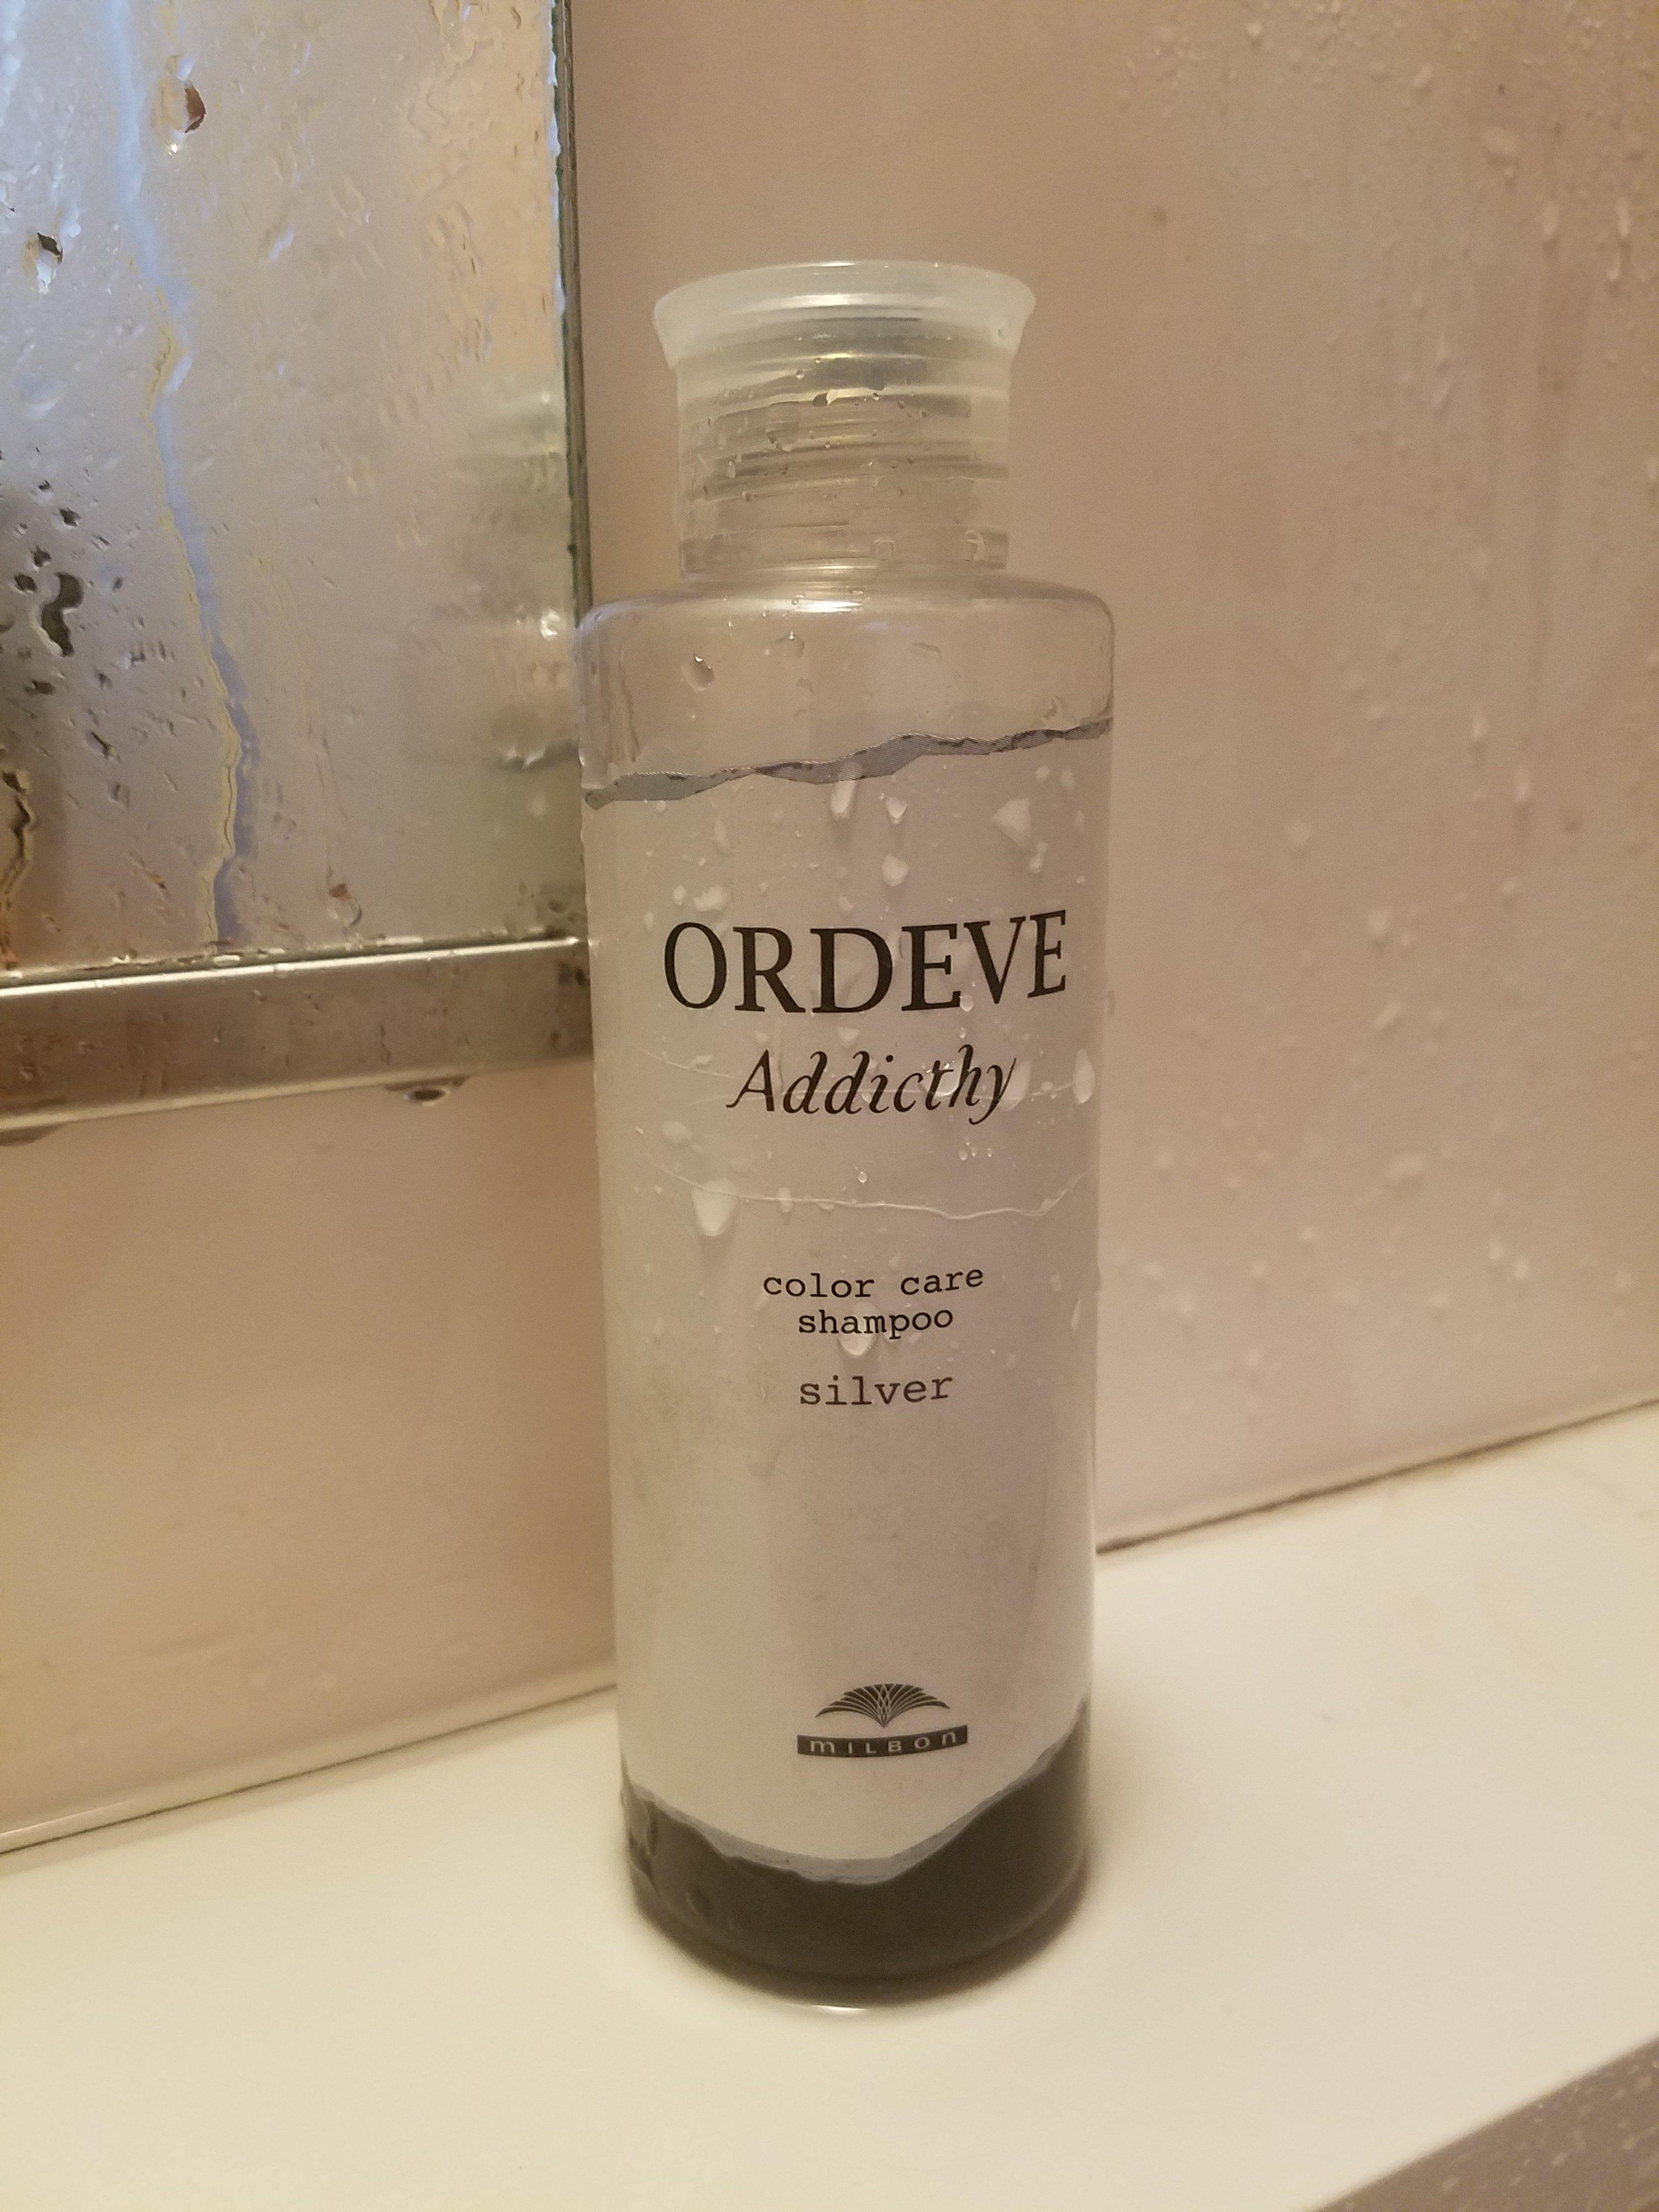 ORDEVE
Addicthy
color care
shampoo
silver
MILBON